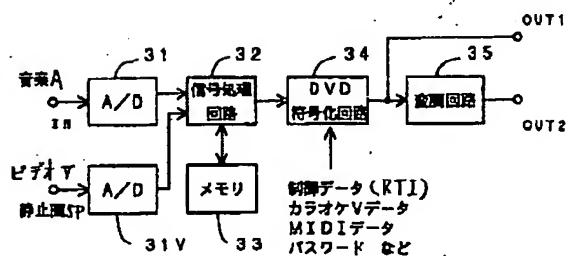 OUT1
31
32
34
35
音楽A
IN
A/D
信号処理
回路
DVD
符号化回路
変調回路
OUT2
ビデオV
静止画SP
A/D
メモリ
制御データ(RTI)
カラオケVデータ
MIDIデータ
パスワード など
31V
33